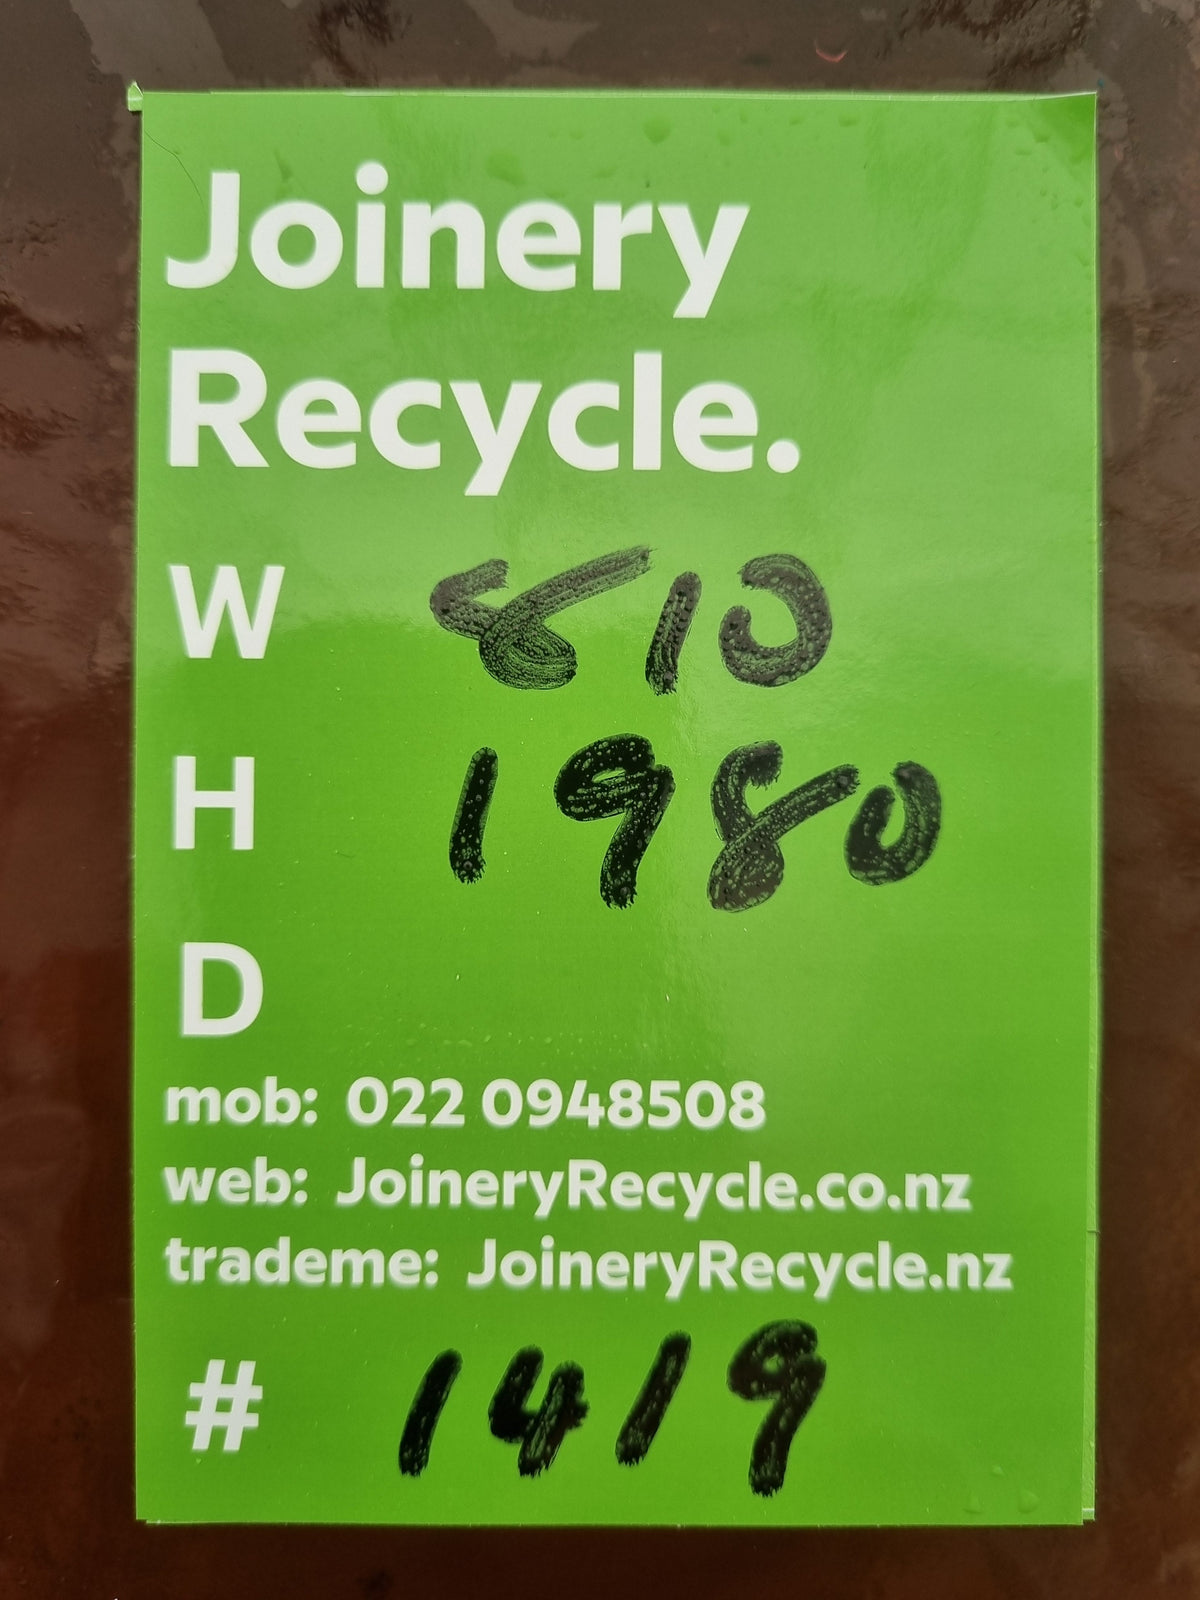 Joinery
Recycle.
W 810
H 1980
D
mob: 022 0948508
web: JoineryRecycle.co.nz
trademe: JoineryRecycle.nz
# 1419